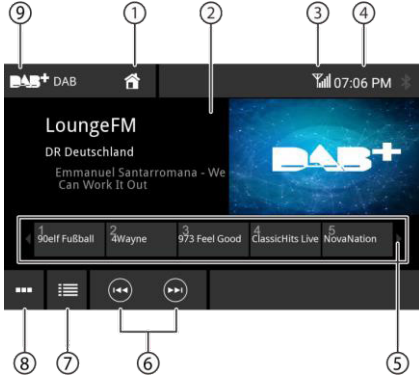 ⑨ ① ② ③ ④
DAB+ DAB 07:06 PM
LoungeFM
DR Deutschland
Emmanuel Santarromana - We
Can Work It Out
DAB+
1 2 3 4 5
90elf Fußball 4Wayne 973 Feel Good ClassicHits Live NovaNation
⑧ ⑦ ⑥ ⑤